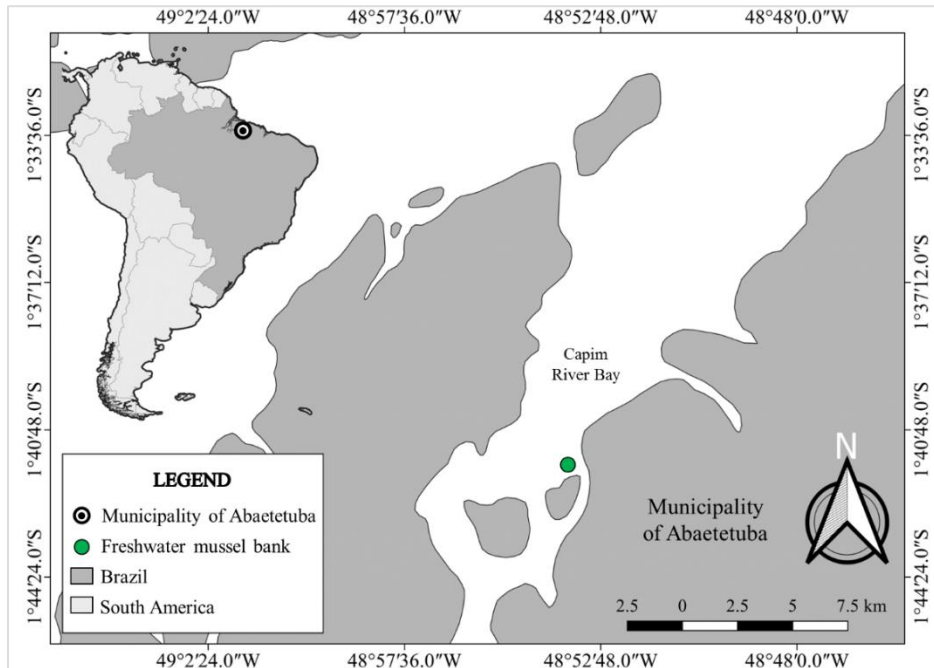 49°2'24.0"W 48°57'36.0"W 48°52'48.0"W 48°48'0.0"W
1°33'36.0"S
1°33'36.0"S
1°37'12.0"S
1°37'12.0"S
Capim
River Bay
1°40'48.0"S
1°40'48.0"S
N
LEGEND
Municipality of Abaetetuba
Freshwater mussel bank
Brazil
South America
Municipality
of Abaetetuba
1°44'24.0"S
1°44'24.0"S
2.5 0 2.5 5 7.5 km
49°2'24.0"W 48°57'36.0"W 48°52'48.0"W 48°48'0.0"W